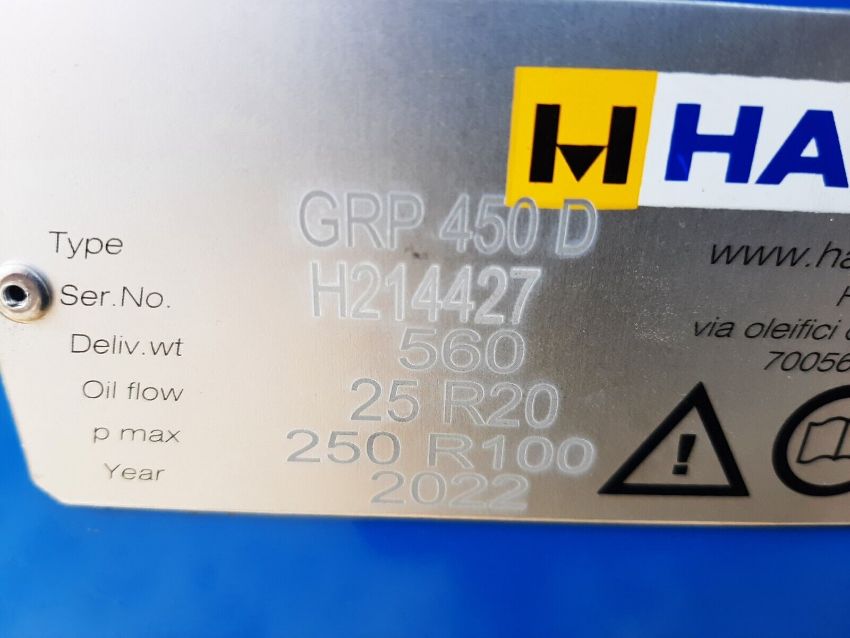 HHA
Type GRP 450 D
Ser.No. H214427
Deliv.wt 560
Oil flow 25 R20
p max 250 R100
Year 2022
www.ha
H
via oleifici
70056